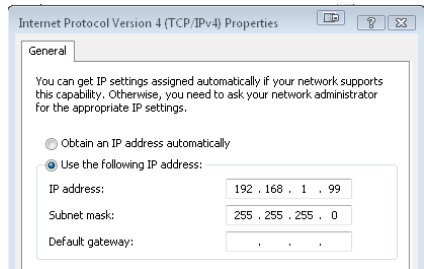 Internet Protocol Version 4 (TCP/IPv4) Properties
General
You can get IP settings assigned automatically if your network supports
this capability. Otherwise, you need to ask your network administrator
for the appropriate IP settings.
Obtain an IP address automatically
Use the following IP address:
IP address: 192 . 168 . 1 . 99
Subnet mask: 255 . 255 . 255 . 0
Default gateway: . . .